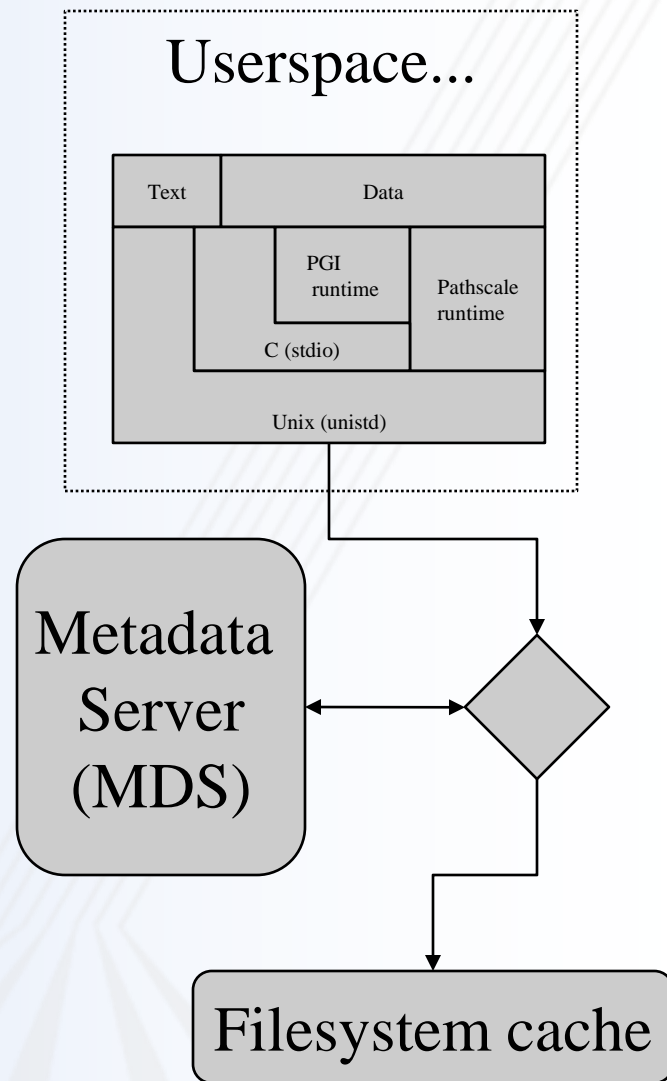 Userspace...
Text
Data
PGI
runtime
Pathscale
runtime
C (stdio)
Unix (unistd)
Metadata
Server
(MDS)
Filesystem cache